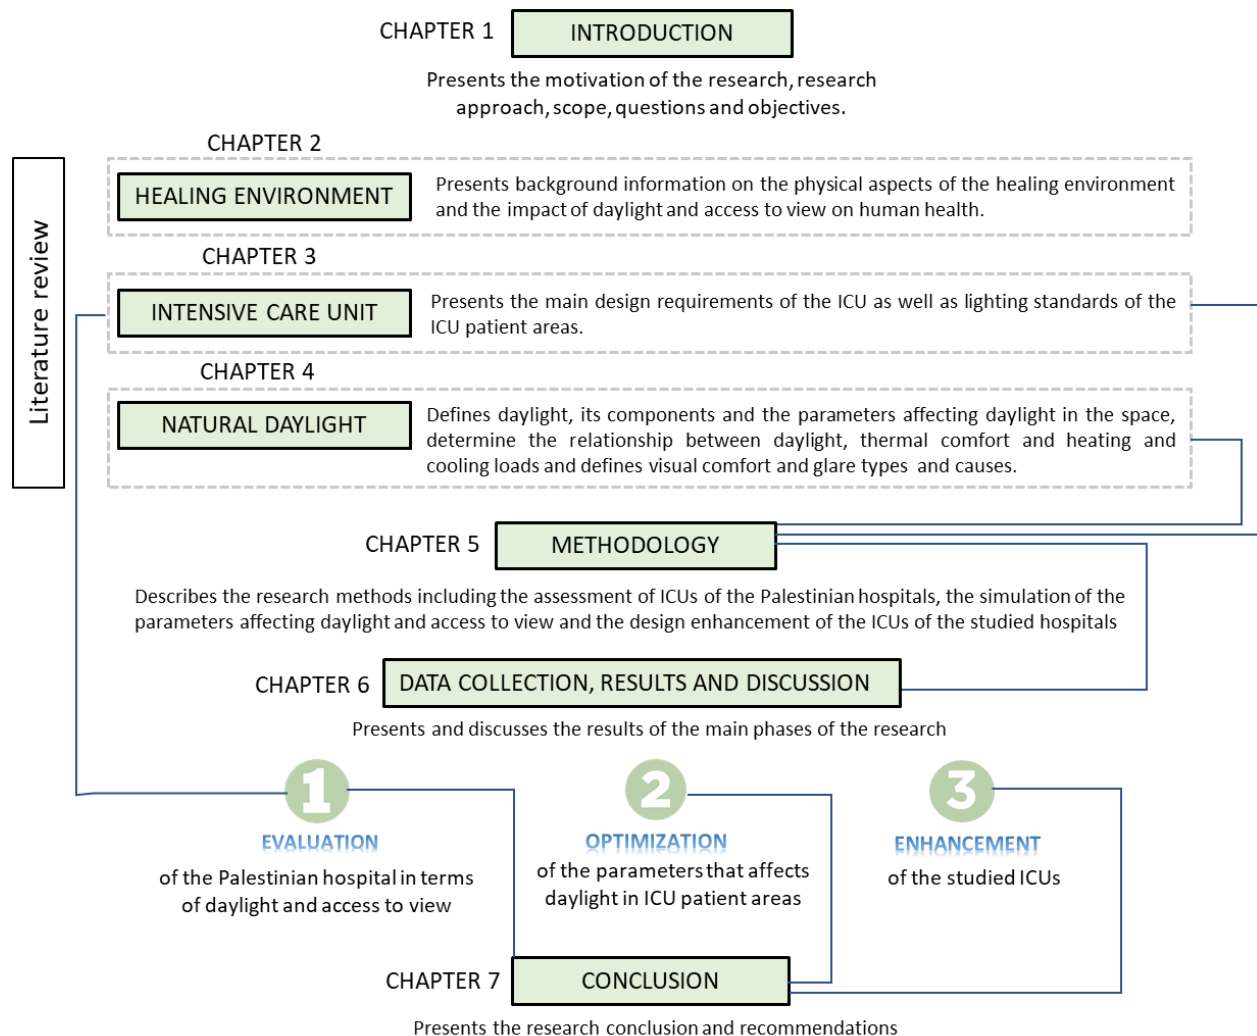 CHAPTER 1
INTRODUCTION
Presents the motivation of the research, research
approach, scope, questions and objectives.
Literature review
CHAPTER 2
HEALING ENVIRONMENT
Presents background information on the physical aspects of the healing environment
and the impact of daylight and access to view on human health.
CHAPTER 3
INTENSIVE CARE UNIT
Presents the main design requirements of the ICU as well as lighting standards of the
ICU patient areas.
CHAPTER 4
NATURAL DAYLIGHT
Defines daylight, its components and the parameters affecting daylight in the space,
determine the relationship between daylight, thermal comfort and heating and
cooling loads and defines visual comfort and glare types and causes.
CHAPTER 5
METHODOLOGY
Describes the research methods including the assessment of ICUs of the Palestinian hospitals, the simulation of the
parameters affecting daylight and access to view and the design enhancement of the ICUs of the studied hospitals
CHAPTER 6
DATA COLLECTION, RESULTS AND DISCUSSION
Presents and discusses the results of the main phases of the research
1
EVALUATION
of the Palestinian hospital in terms
of daylight and access to view
2
OPTIMIZATION
of the parameters that affects
daylight in ICU patient areas
3
ENHANCEMENT
of the studied ICUs
CHAPTER 7
CONCLUSION
Presents the research conclusion and recommendations